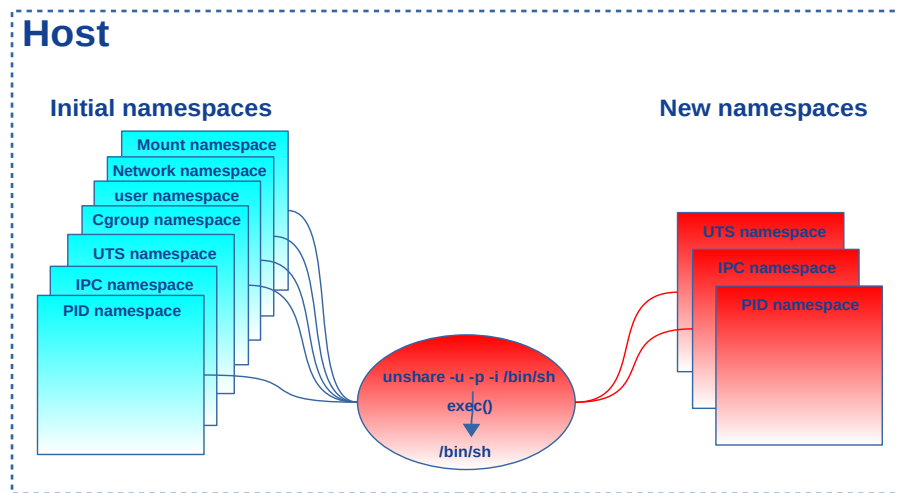 Host
Initial namespaces
New namespaces
Mount namespace
Network namespace
user namespace
Cgroup namespace
UTS namespace
IPC namespace
PID namespace
UTS namespace
IPC namespace
PID namespace
unshare -u -p -i /bin/sh
exec()
/bin/sh